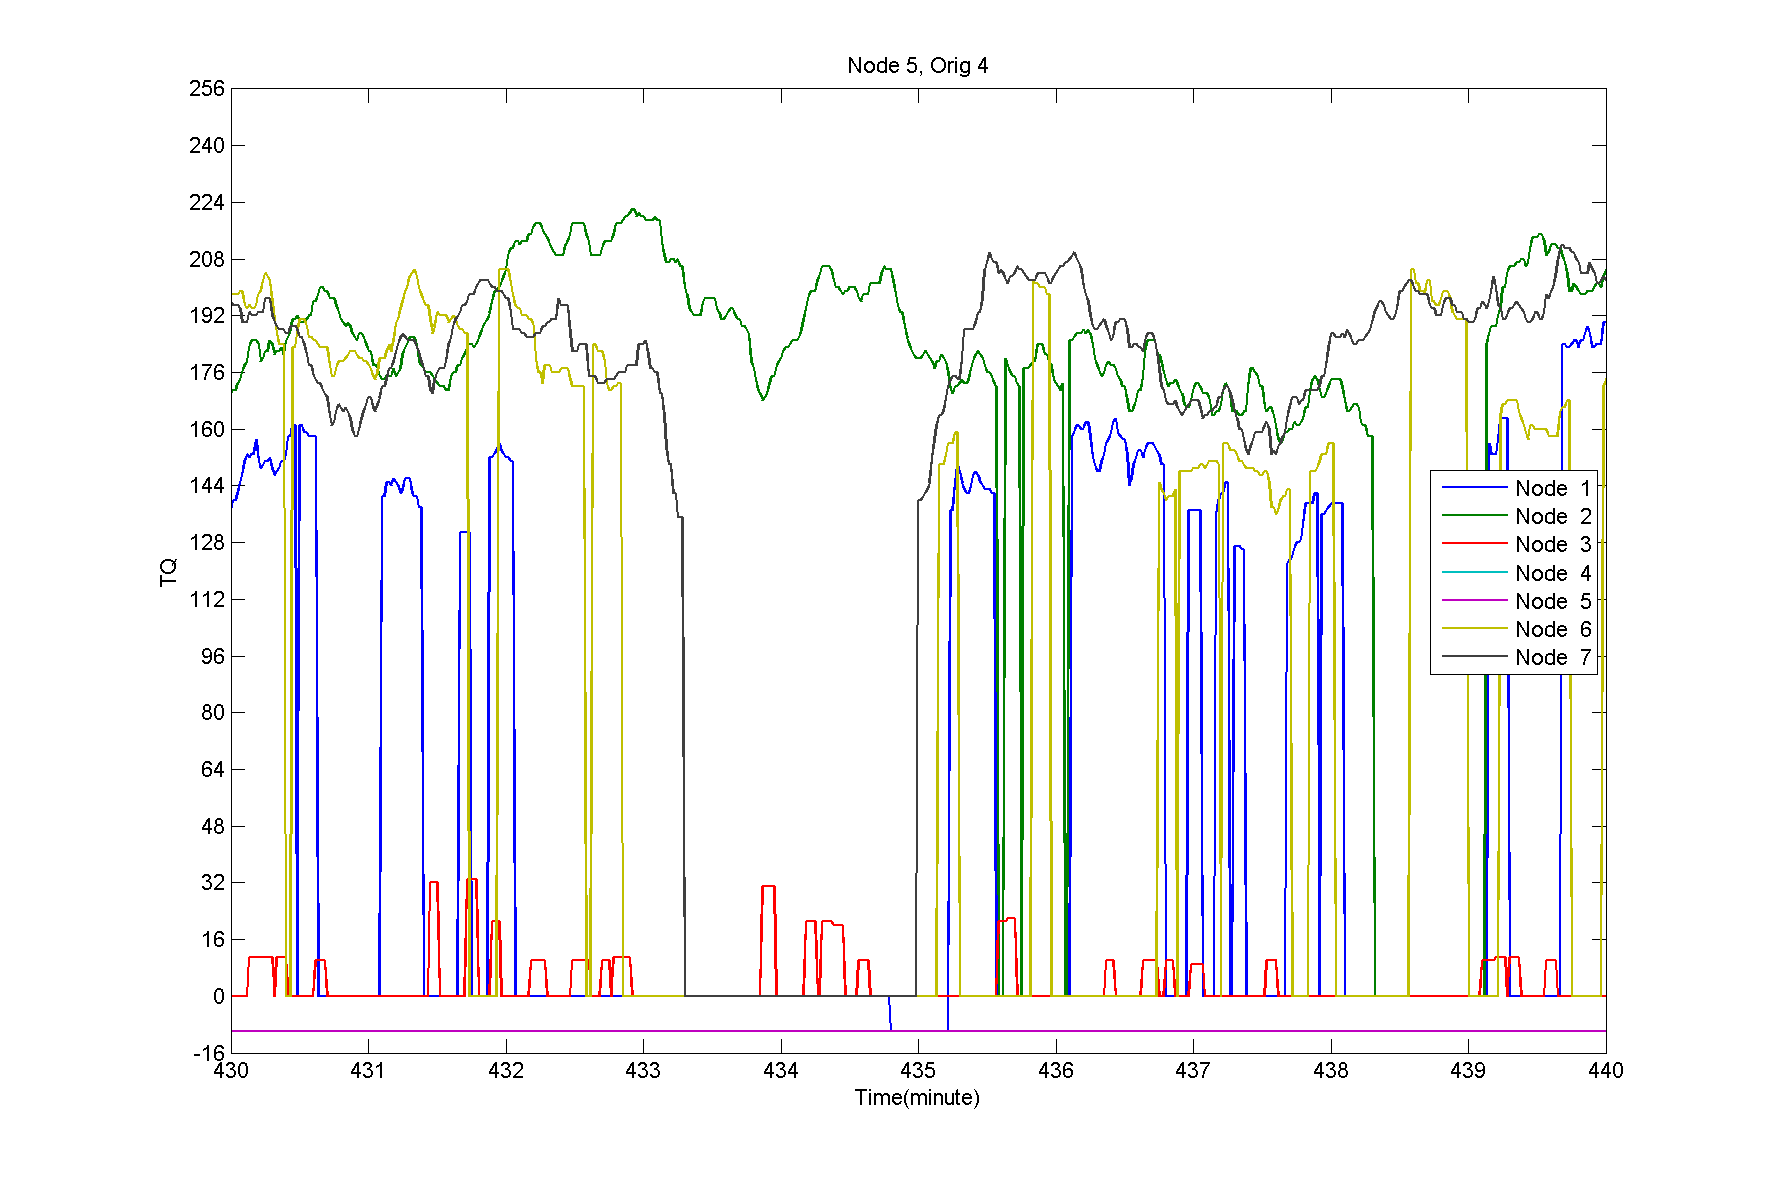 Node 5, Orig 4
256
240
224
208
192
176
160
144
128
112
96
80
64
48
32
16
0
-16
TQ
430 431 432 433 434 435 436 437 438 439 440
Time(minute)
Node 1
Node 2
Node 3
Node 4
Node 5
Node 6
Node 7